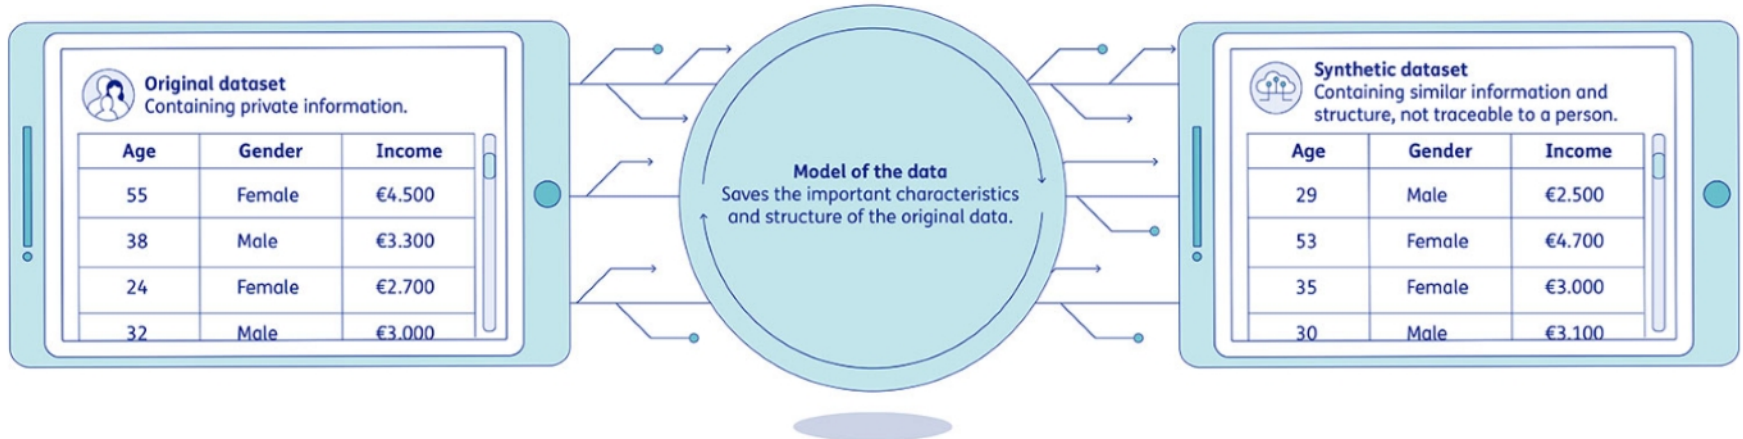 Original dataset
Containing private information.
Age Gender Income
55 Female €4.500
38 Male €3.300
24 Female €2.700
32 Male €3.000
Model of the data
Saves the important characteristics
and structure of the original data.
Synthetic dataset
Containing similar information and
structure, not traceable to a person.
Age Gender Income
29 Male €2.500
53 Female €4.700
35 Female €3.000
30 Male €3.100